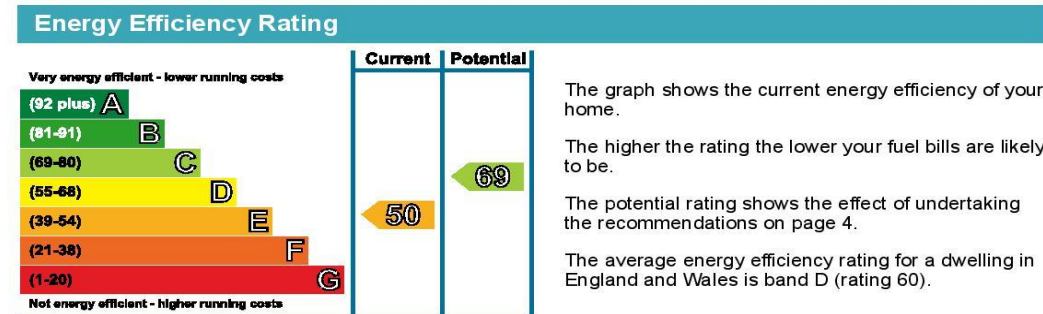 Energy Efficiency Rating
Current Potential
Very energy efficient - lower running costs
(92 plus) A
(81-91) B
(69-80) C
(55-68) D
(39-54) E
(21-38) F
(1-20) G
Not energy efficient - higher running costs
69
50
The graph shows the current energy efficiency of your
home.
The higher the rating the lower your fuel bills are likely
to be.
The potential rating shows the effect of undertaking
the recommendations on page 4.
The average energy efficiency rating for a dwelling in
England and Wales is band D (rating 60).